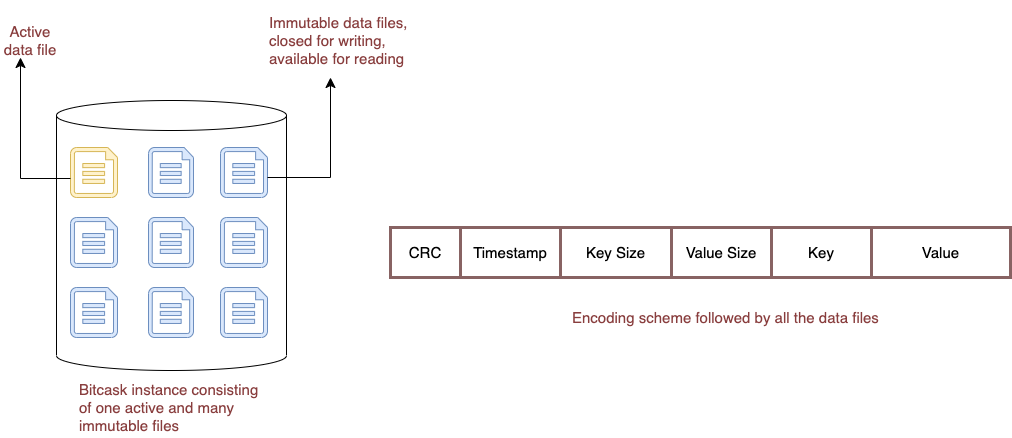 Active
data file
Immutable data files,
closed for writing,
available for reading
CRC
Timestamp
Key Size
Value Size
Key
Value
Encoding scheme followed by all the data files
Bitcask instance consisting
of one active and many
immutable files